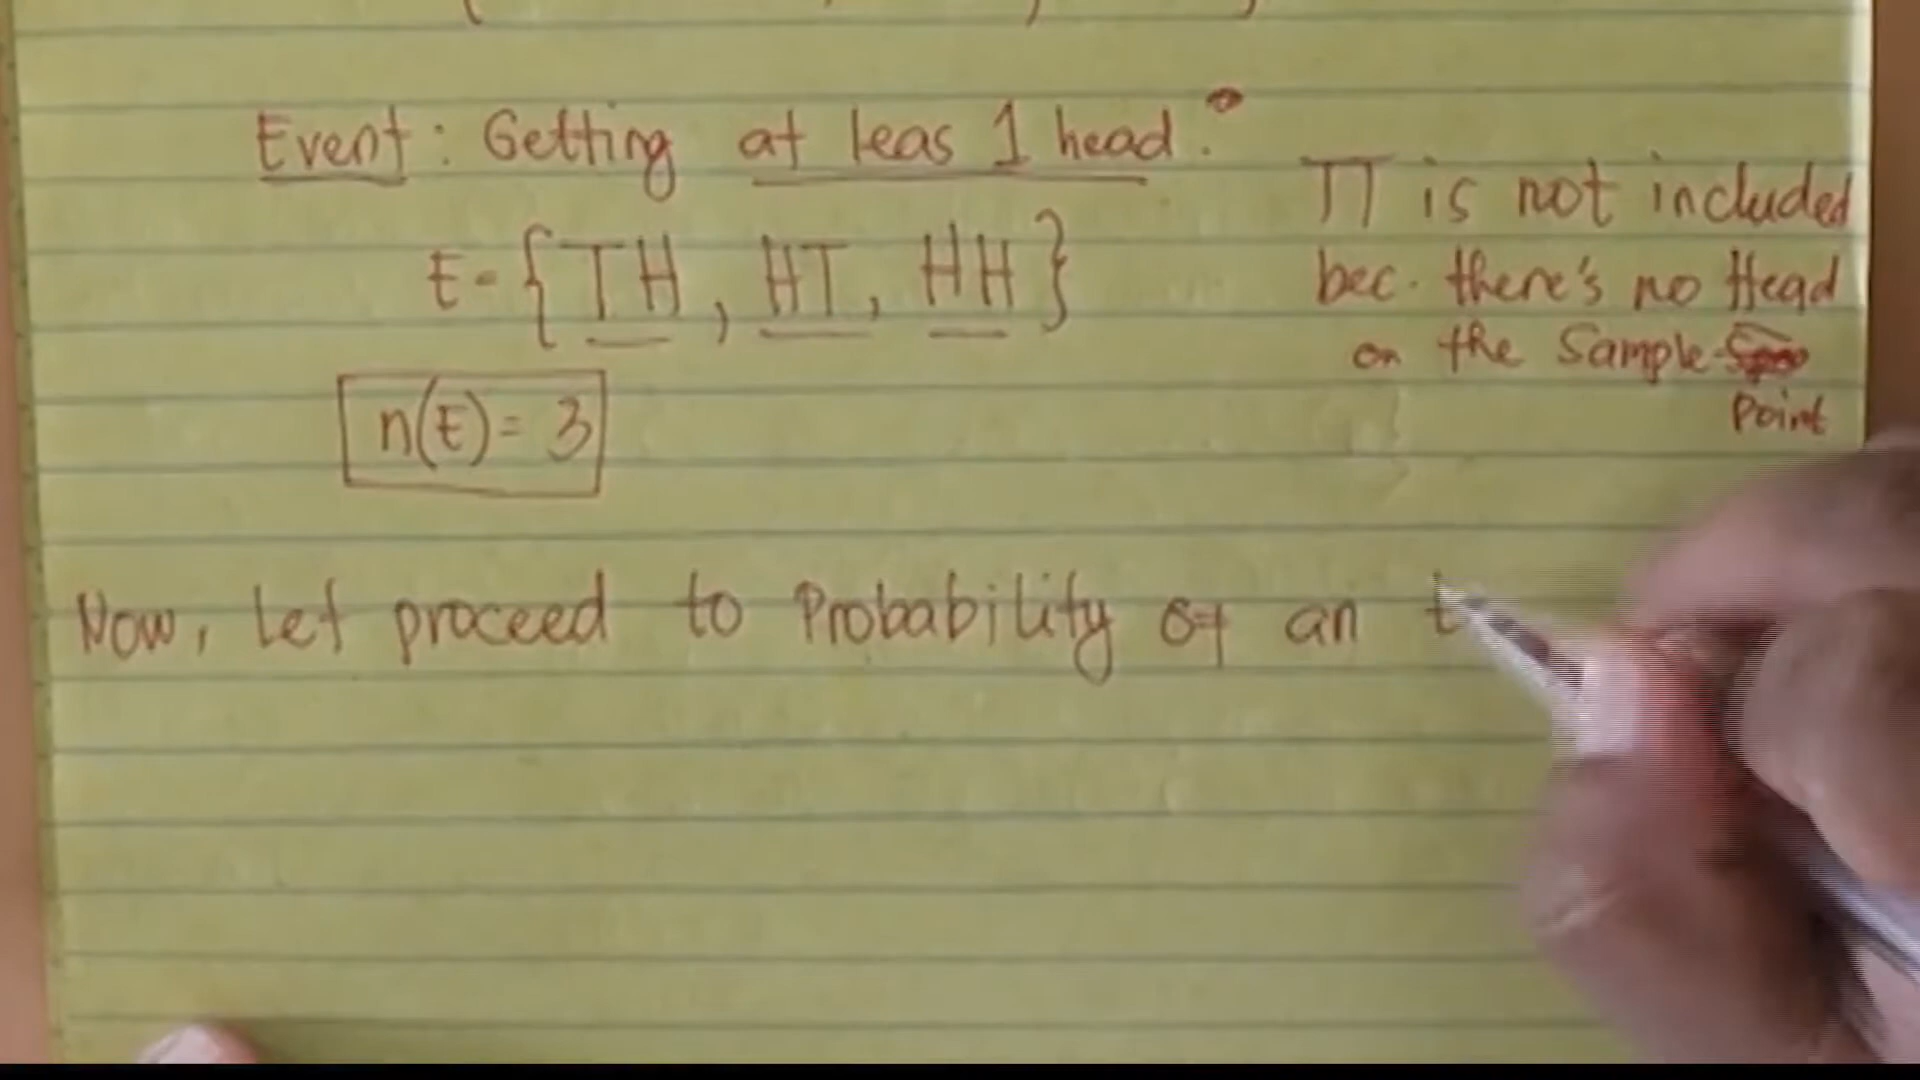 Event: Getting at leas 1 head.
E = {TH, HT, HH}
n(E) = 3
TT is not included
bec. there's no Head
on the Sample
Point
Now, Let proceed to Probability of an